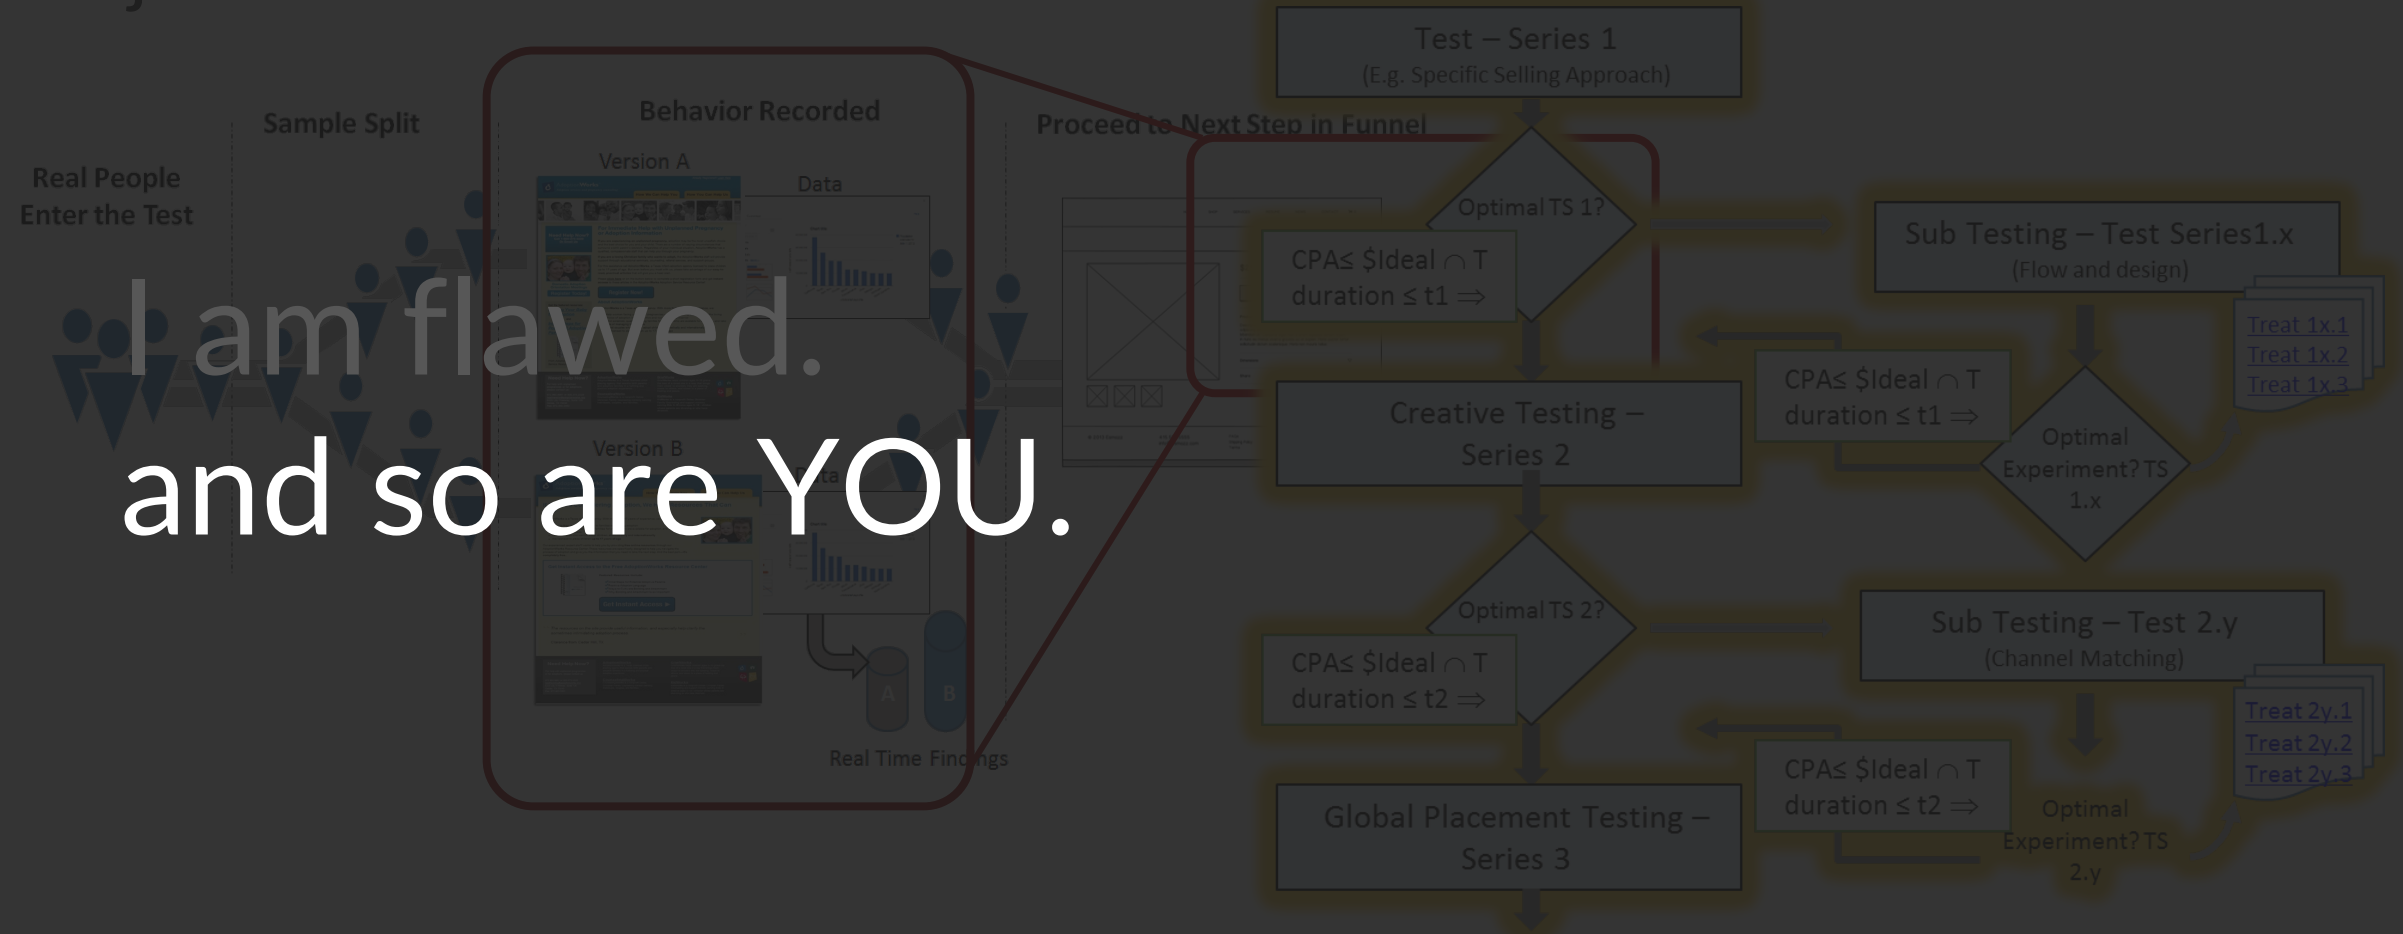 I am flawed.
and so are YOU.
Real People
Enter the Test
Sample Split
Behavior Recorded
Version A
Data
Version B
Data
A
B
Real Time Findings
Proceed to Next Step in Funnel
Test – Series 1
(E.g. Specific Selling Approach)
Optimal TS 1?
CPA≤ $Ideal ∩ T
duration ≤ t1 ⇒
Sub Testing – Test Series1.x
(Flow and design)
Treat 1x.1
Treat 1x.2
Treat 1x.3
CPA≤ $Ideal ∩ T
duration ≤ t1 ⇒
Optimal
Experiment? TS
1.x
Creative Testing –
Series 2
Optimal TS 2?
CPA≤ $Ideal ∩ T
duration ≤ t2 ⇒
Sub Testing – Test 2.y
(Channel Matching)
Treat 2y.1
Treat 2y.2
Treat 2y.3
CPA≤ $Ideal ∩ T
duration ≤ t2 ⇒
Optimal
Experiment? TS
2.y
Global Placement Testing –
Series 3